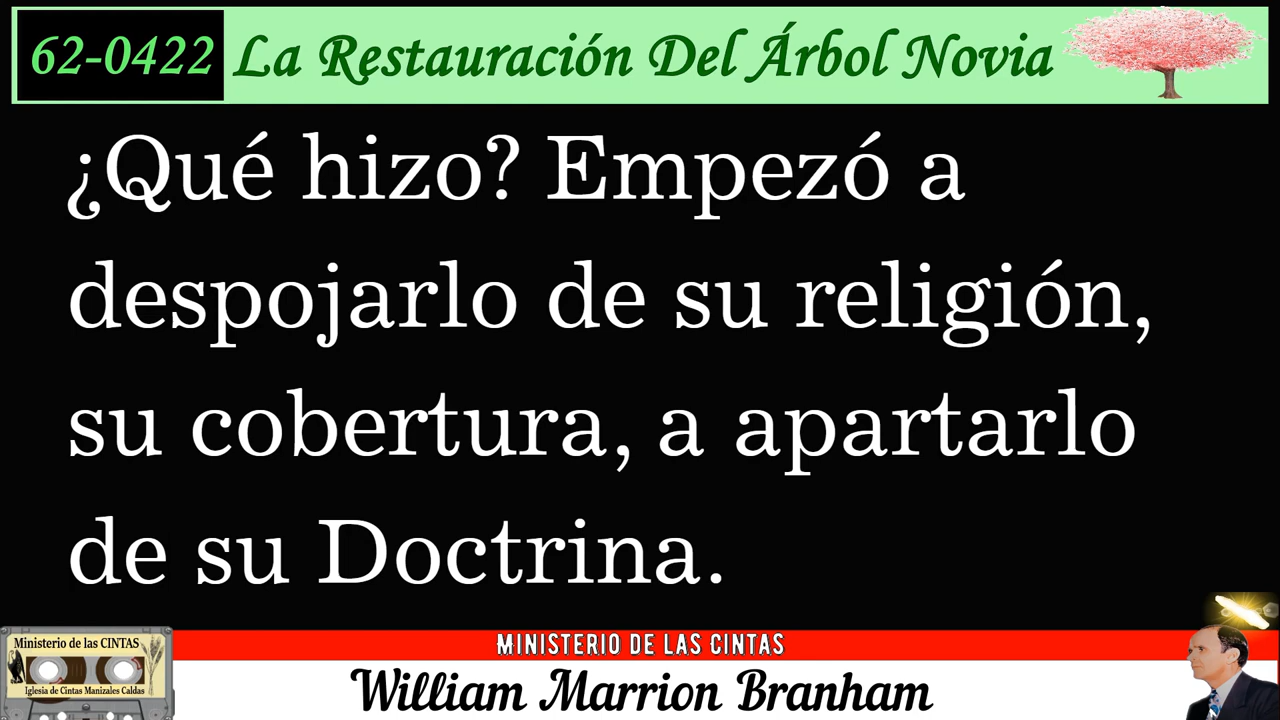 62-0422 La Restauración Del Árbol Novia
¿Qué hizo? Empezó a
despojarlo de su religión,
su cobertura, a apartarlo
de su Doctrina.
MINISTERIO DE LAS CINTAS
Ministerio de las CINTAS
Iglesia de Cintas Manizales Caldas
William Marrion Branham